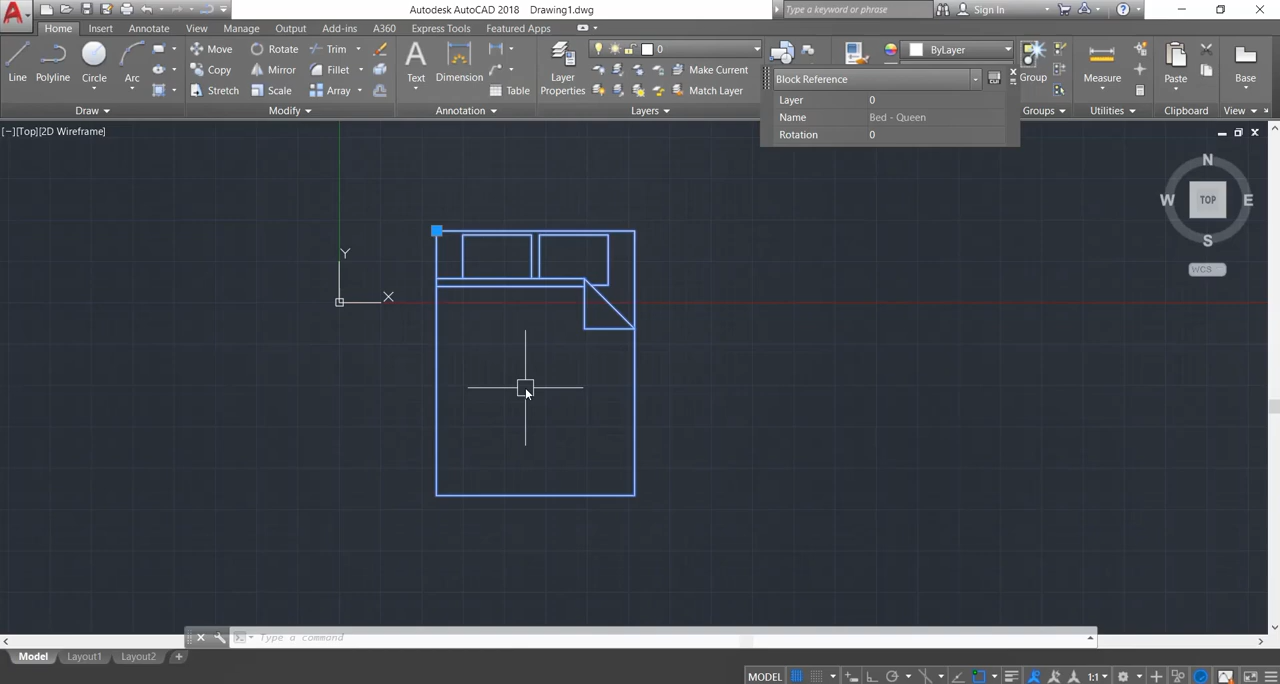 Autodesk AutoCAD 2018 Drawing1.dwg
Type a keyword or phrase
Sign In
Home Insert Annotate View Manage Output Add-ins A360 Express Tools Featured Apps
Line Polyline Circle Arc
Move Rotate Trim
Copy Mirror Fillet
Stretch Scale Array
Text Dimension Table
Layer Properties
0
Make Current
Match Layer
ByLayer
Group
Measure
Paste
Base
Draw Modify Annotation Layers Groups Utilities Clipboard View
Block Reference
Layer 0
Name Bed - Queen
Rotation 0
[−][Top][2D Wireframe]
N
W TOP E
S
WCS
Y
X
Type a command
Model Layout1 Layout2 +
MODEL 1:1